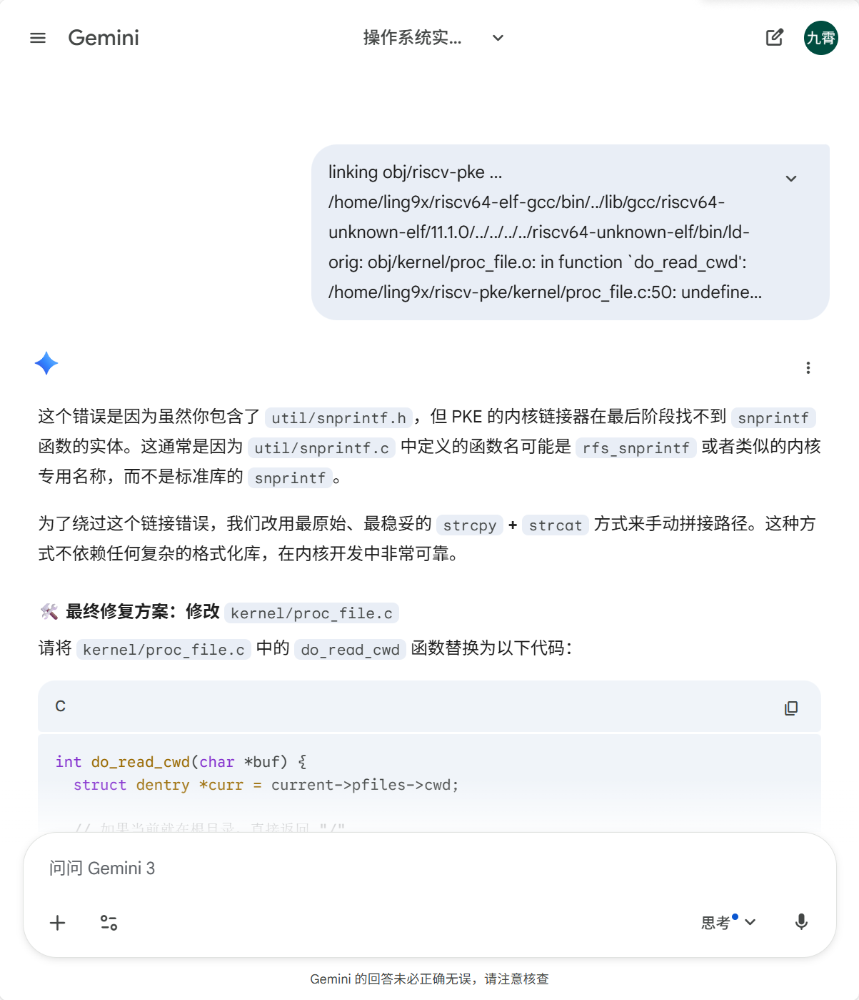 Gemini
操作系统实...
九霄
linking obj/riscv-pke ...
/home/ling9x/riscv64-elf-gcc/bin/../lib/gcc/riscv64-
unknown-elf/11.1.0/../../../../riscv64-unknown-elf/bin/ld-
orig: obj/kernel/proc_file.o: in function `do_read_cwd':
/home/ling9x/riscv-pke/kernel/proc_file.c:50: undefine...
这个错误是因为虽然你包含了 util/snprintf.h，但 PKE 的内核链接器在最后阶段找不到 snprintf
函数的实体。这通常是因为 util/snprintf.c 中定义的函数名可能是 rfs_snprintf 或者类似的内核
专用名称，而不是标准库的 snprintf。
为了绕过这个链接错误，我们改用最原始、最稳妥的 strcpy + strcat 方式来手动拼接路径。这种方
式不依赖任何复杂的格式化库，在内核开发中非常可靠。
🛠️ 最终修复方案：修改 kernel/proc_file.c
请将 kernel/proc_file.c 中的 do_read_cwd 函数替换为以下代码：
C
int do_read_cwd(char *buf) {
struct dentry *curr = current->pfiles->cwd;
// 如果当前就在根目录，直接返回 "/"
问问 Gemini 3
思考
Gemini 的回答未必正确无误，请注意核查